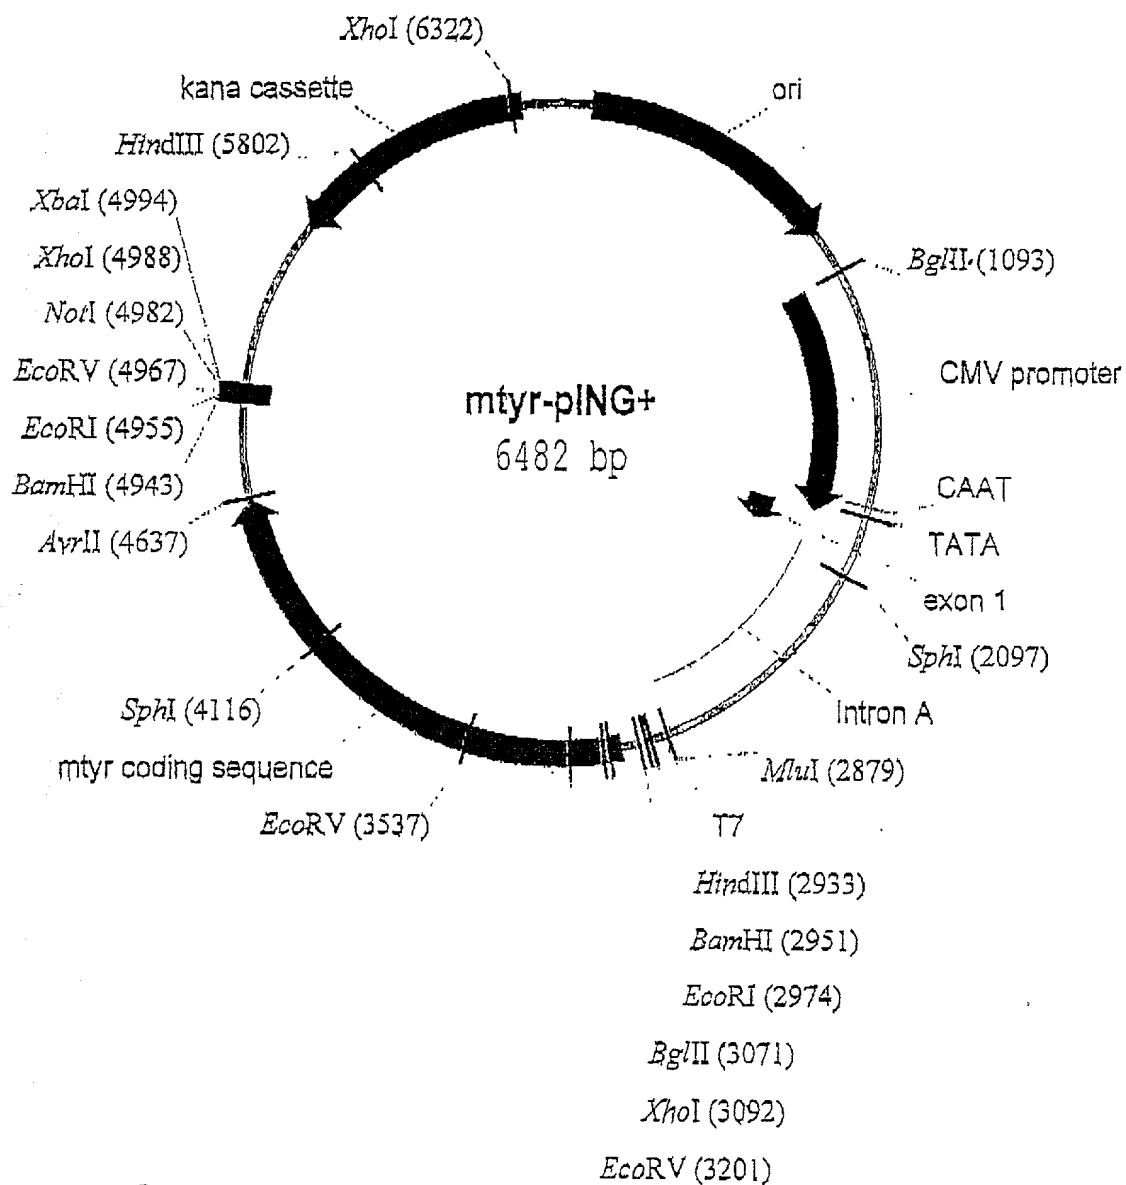 XhoI (6322)
kana cassette
ori
HindIII (5802)
XbaI (4994)
XhoI (4988)
BglII (1093)
NotI (4982)
EcoRV (4967)
CMV promoter
mtyr-pING+
EcoRI (4955)
6482 bp
BamHI (4943)
CAAT
AvrII (4637)
TATA
exon 1
SphI (2097)
SphI (4116)
Intron A
mtyr coding sequence
MluI (2879)
EcoRV (3537)
T7
HindIII (2933)
BamHI (2951)
EcoRI (2974)
BglII (3071)
XhoI (3092)
EcoRV (3201)